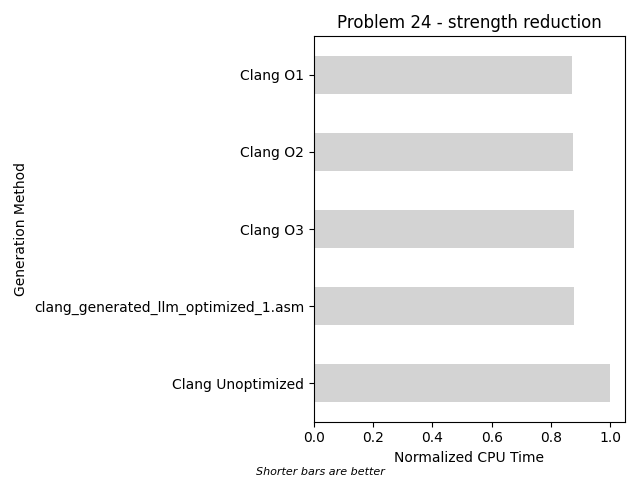 Problem 24 - strength reduction
Clang O1
Clang O2
Clang O3
clang_generated_llm_optimized_1.asm
Clang Unoptimized
Generation Method
0.0 0.2 0.4 0.6 0.8 1.0
Normalized CPU Time
Shorter bars are better